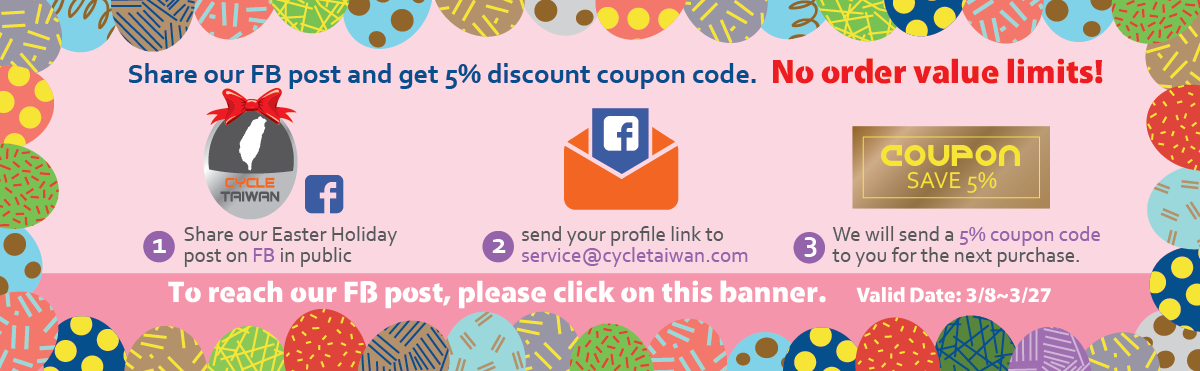 Share our FB post and get 5% discount coupon code. No order value limits!
CYCLE
TAIWAN
f
f
COUPON
SAVE 5%
1 Share our Easter Holiday
post on FB in public
2 send your profile link to
service@cycletaiwan.com
3 We will send a 5% coupon code
to you for the next purchase.
To reach our FB post, please click on this banner. Valid Date: 3/8~3/27